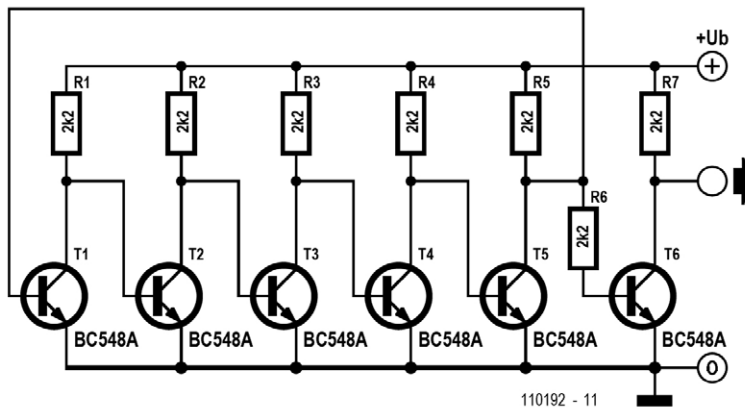 +Ub
R1 R2 R3 R4 R5 R7
2k2 2k2 2k2 2k2 2k2 2k2
R6
2k2
T1 T2 T3 T4 T5 T6
BC548A BC548A BC548A BC548A BC548A BC548A
0
110192 - 11